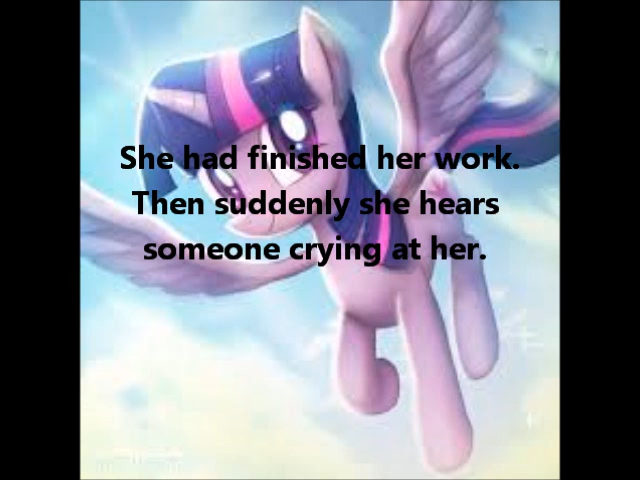 She had finished her work.
Then suddenly she hears
someone crying at her.